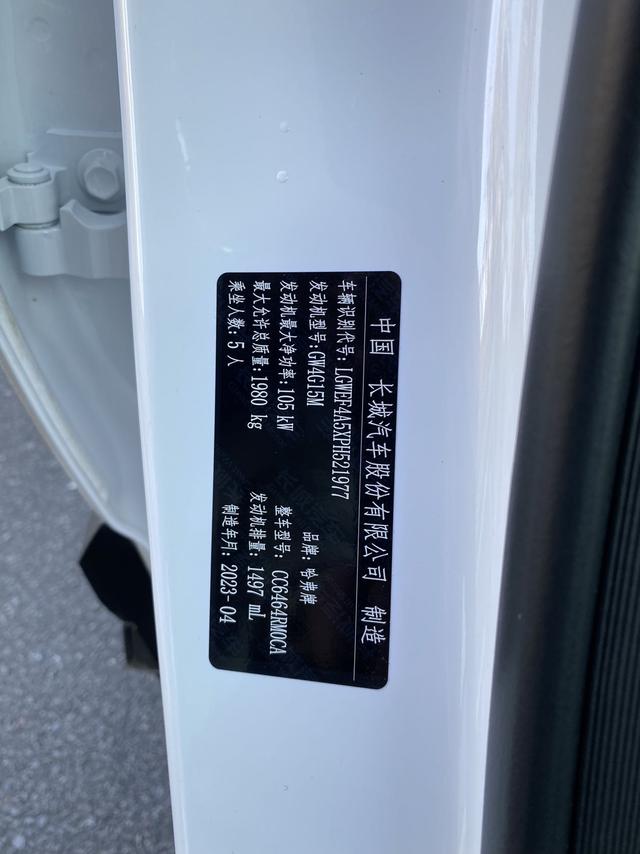 中国 长城汽车股份有限公司 制造
车辆识别代号: LGWEF4A5XPH521977
发动机型号: GW4G15M 品牌: 哈弗牌
发动机最大净功率: 105 kW 整车型号: CC6464RM0CA
最大允许总质量: 1980 kg 发动机排量: 1497 mL
乘坐人数: 5 人 制造年月: 2023-04